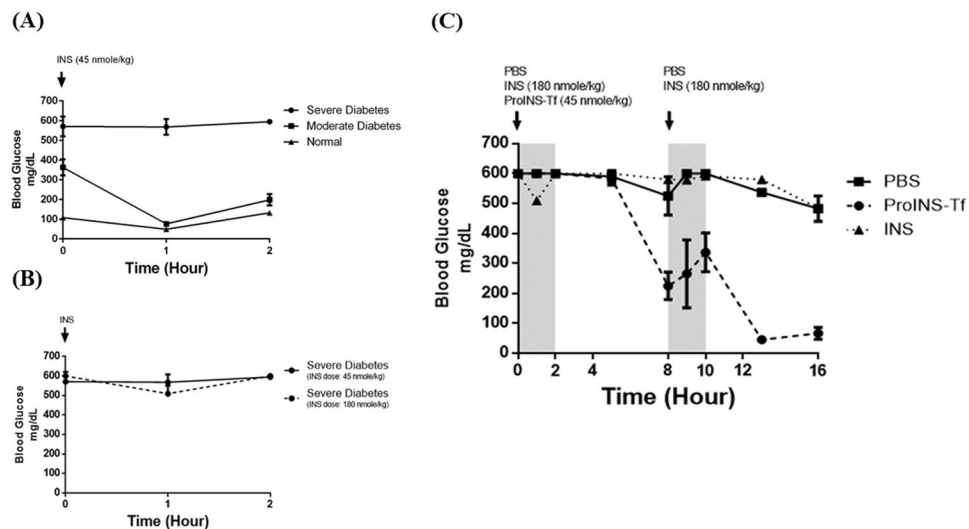 (A)
INS (45 nmole/kg)
Blood Glucose
mg/dL
700
600
500
400
300
200
100
0
0
1
2
Time (Hour)
Severe Diabetes
Moderate Diabetes
Normal
(B)
INS
Blood Glucose
mg/dL
700
600
500
400
300
200
100
0
0
1
2
Time (Hour)
Severe Diabetes
(INS dose: 45 nmole/kg)
Severe Diabetes
(INS dose: 180 nmole/kg)
(C)
PBS
INS (180 nmole/kg)
ProINS-Tf (45 nmole/kg)
PBS
INS (180 nmole/kg)
Blood Glucose
mg/dL
700
600
500
400
300
200
100
0
0 2 4 8 10 12 16
Time (Hour)
PBS
ProINS-Tf
INS